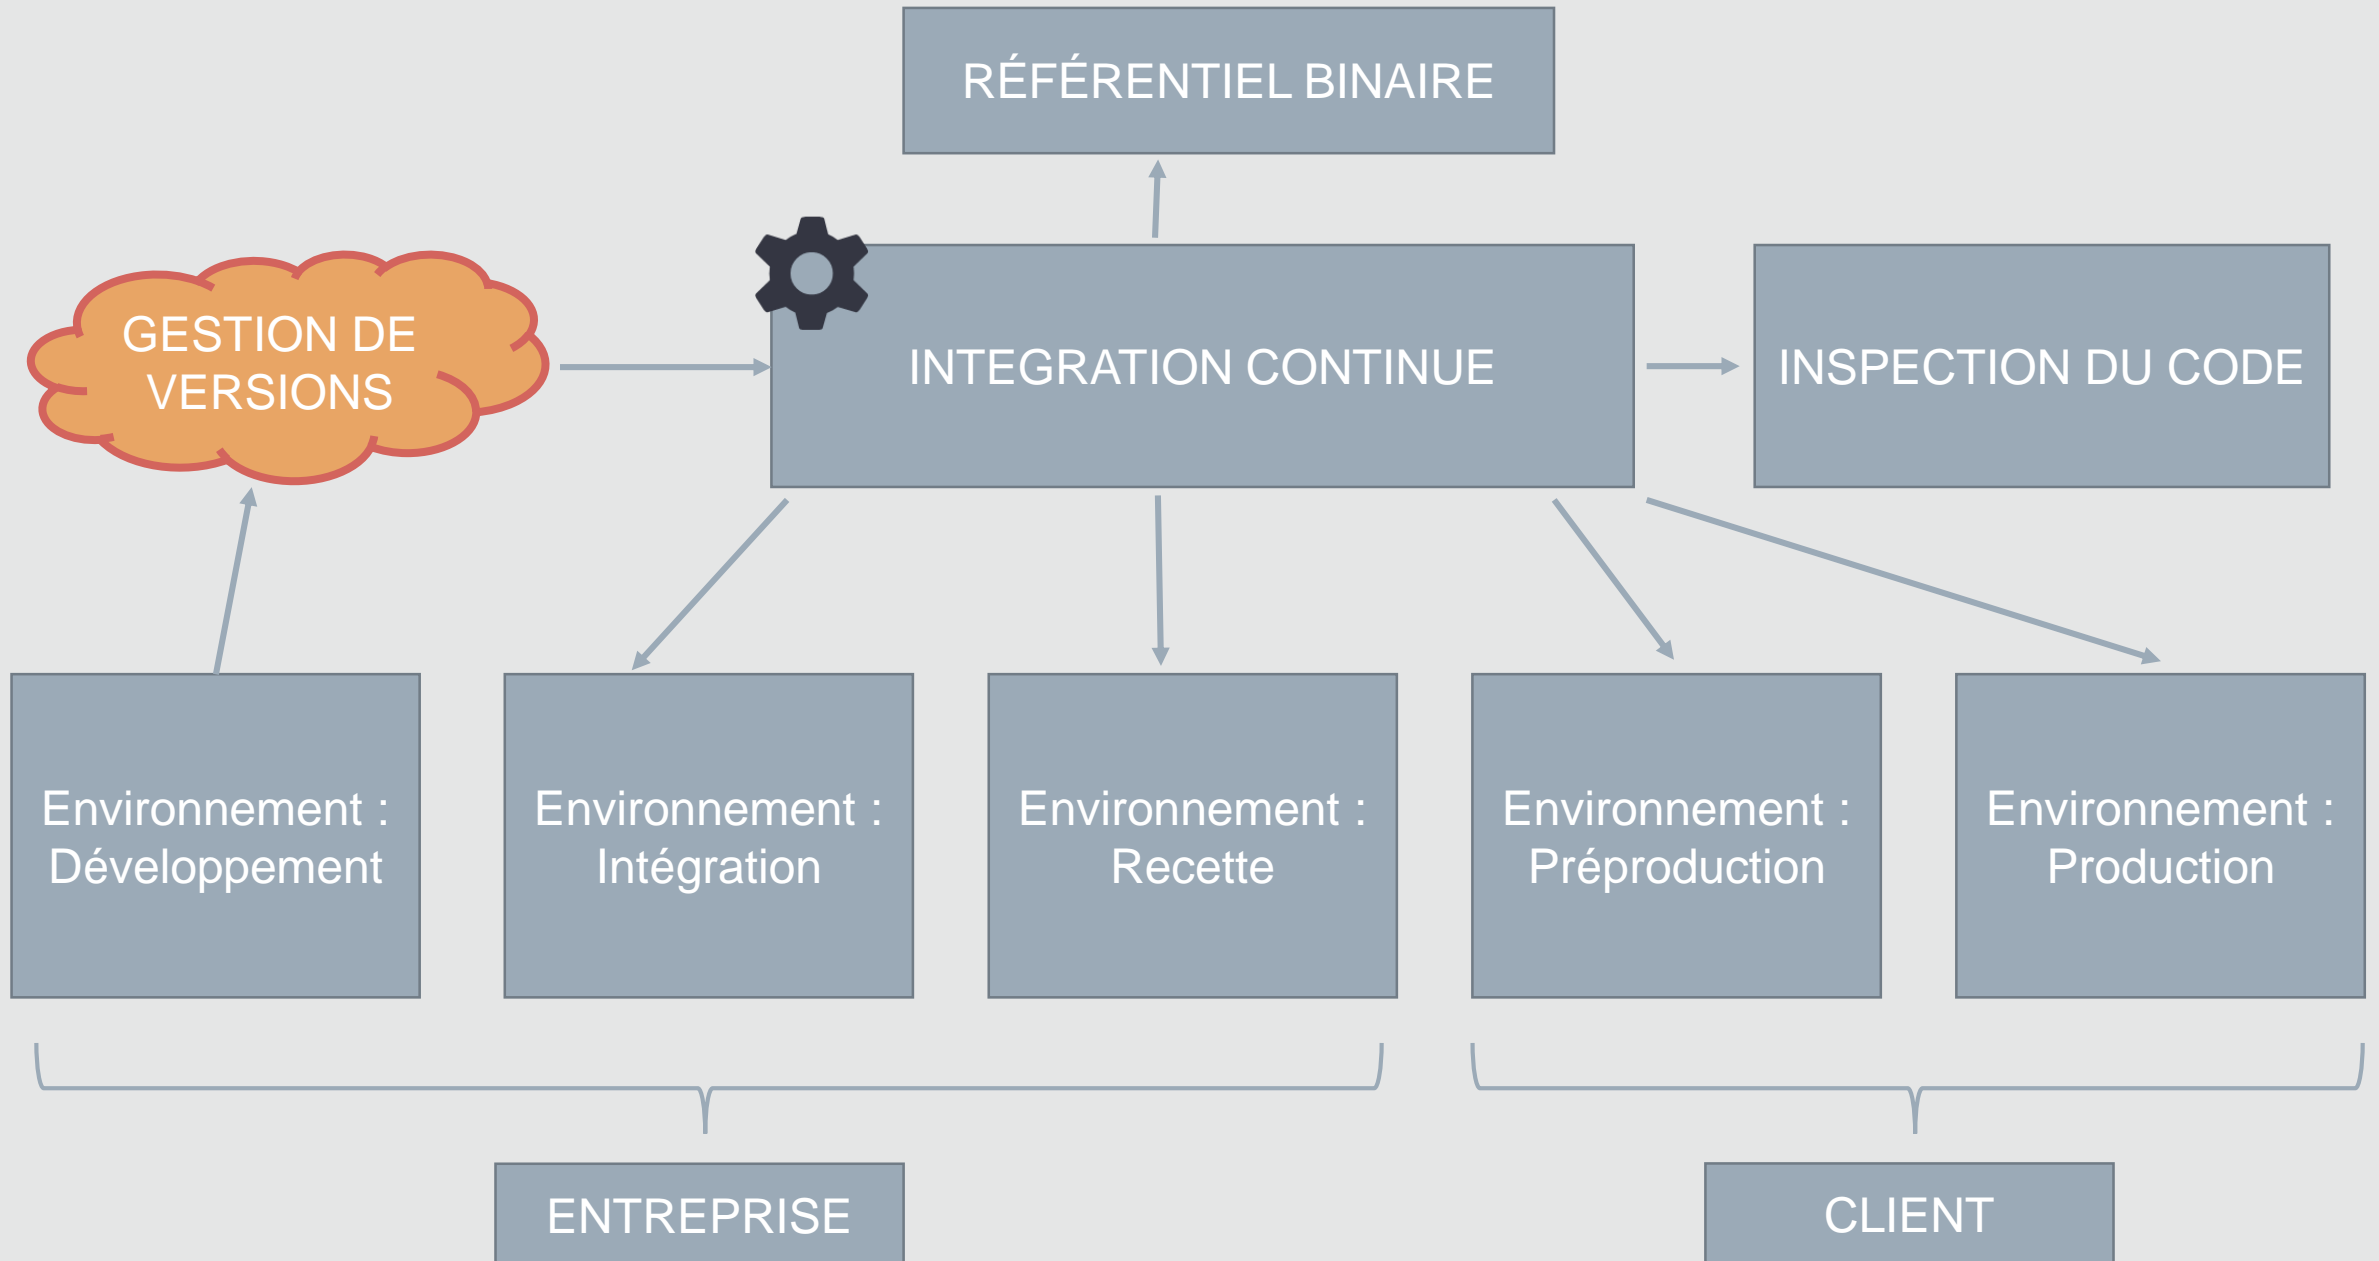 RÉFÉRENTIEL BINAIRE
GESTION DE
VERSIONS
INTEGRATION CONTINUE
INSPECTION DU CODE
Environnement :
Développement
Environnement :
Intégration
Environnement :
Recette
Environnement :
Préproduction
Environnement :
Production
ENTREPRISE
CLIENT